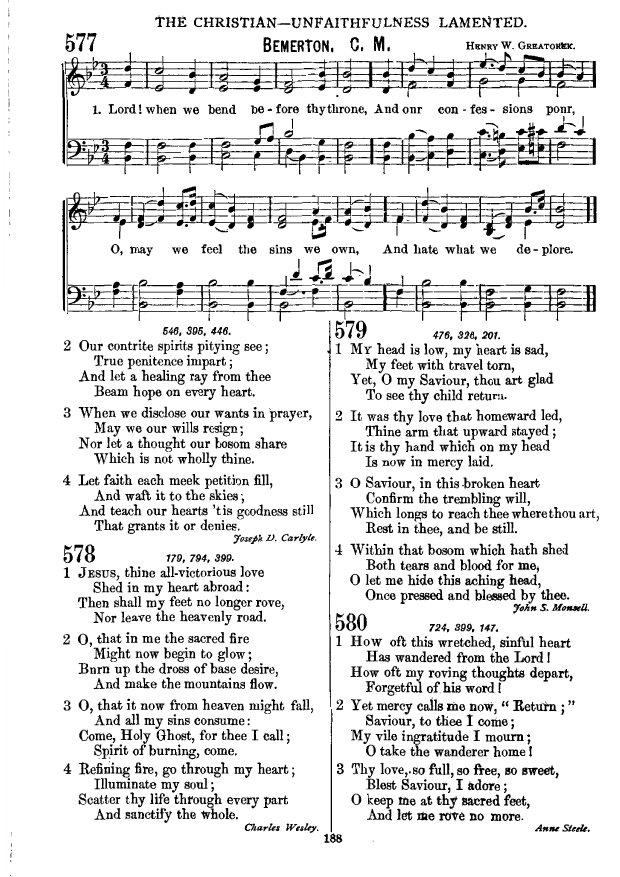 THE CHRISTIAN—UNFAITHFULNESS LAMENTED.
577 BEMERTON. C. M. HENRY W. GREATOREX.
1. Lord! when we bend be - fore thy throne, And our con - fes - sions pour,
O, may we feel the sins we own, And hate what we de - plore.
546, 395, 446.
2 Our contrite spirits pitying see;
True penitence impart;
And let a healing ray from thee
Beam hope on every heart.
3 When we disclose our wants in prayer,
May we our wills resign;
Nor let a thought our bosom share
Which is not wholly thine.
4 Let faith each meek petition fill,
And waft it to the skies;
And teach our hearts 'tis goodness still
That grants it or denies.
Joseph D. Carlyle.
578 179, 794, 399.
1 JESUS, thine all-victorious love
Shed in my heart abroad:
Then shall my feet no longer rove,
Nor leave the heavenly road.
2 O, that in me the sacred fire
Might now begin to glow;
Burn up the dross of base desire,
And make the mountains flow.
3 O, that it now from heaven might fall,
And all my sins consume:
Come, Holy Ghost, for thee I call;
Spirit of burning, come.
4 Refining fire, go through my heart;
Illuminate my soul;
Scatter thy life through every part
And sanctify the whole.
Charles Wesley.
579 476, 326, 201.
1 MY head is low, my heart is sad,
My feet with travel torn,
Yet, O my Saviour, thou art glad
To see thy child return.
2 It was thy love that homeward led,
Thine arm that upward stayed;
It is thy hand which on my head
Is now in mercy laid.
3 O Saviour, in this broken heart
Confirm the trembling will,
Which longs to reach thee where thou art,
Rest in thee, and be still.
4 Within that bosom which hath shed
Both tears and blood for me,
O let me hide this aching head,
Once pressed and blessed by thee.
John S. Monsell.
580 724, 399, 147.
1 How oft this wretched, sinful heart
Has wandered from the Lord!
How oft my roving thoughts depart,
Forgetful of his word!
2 Yet mercy calls me now, "Return;"
Saviour, to thee I come;
My vile ingratitude I mourn;
O take the wanderer home!
3 Thy love, so full, so free, so sweet,
Blest Saviour, I adore;
O keep me at thy sacred feet,
And let me rove no more.
Anne Steele.
188